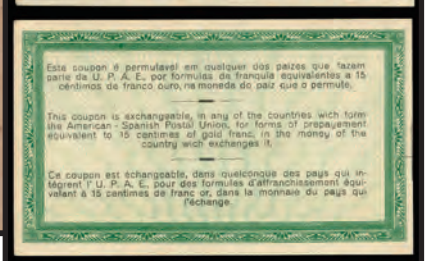 Este coupon é permutavel em qualquer dos paizes que fazem
parte da U. P. A. E., por formulas de franquia equivalentes a 15
céntimos de franco ouro, na moneda do paiz que o permute.
This coupon is exchangeable, in any of the countries wich form
the American - Spanish Postal Union, for forms of prepayement
equivalent to 15 centimes of gold franc, in the money of the
country wich exchanges it.
Ce coupon est échangeable, dans quelconque des pays qui in-
tègrent l' U. P. A. E., pour des formules d'affranchissement équi-
valant à 15 centimes de franc or, dans la monnaie du pays qui
l'échange.